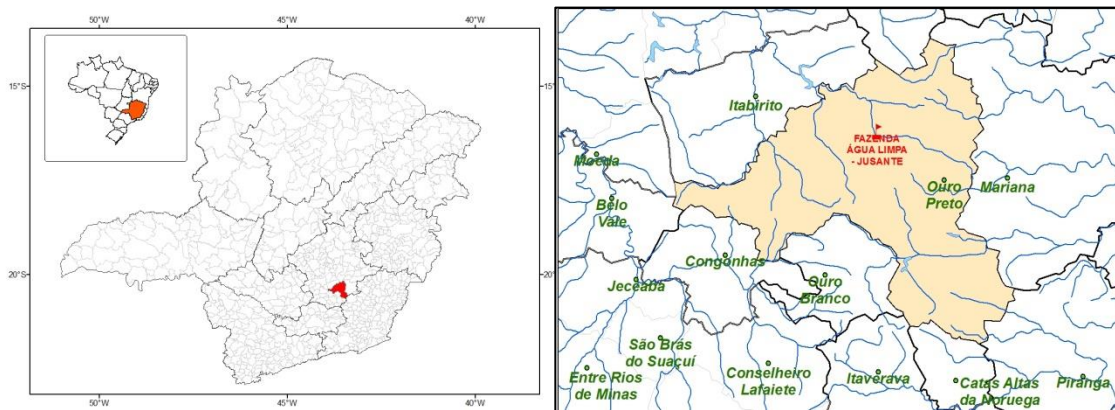 50°W
45°W
40°W
15°S
15°S
20°S
20°S
50°W
45°W
40°W
Itabirito
FAZENDA
ÁGUA LIMPA
- JUSANTE
Moeda
Ouro
Preto
Mariana
Belo
Vale
Congonhas
Jeceaba
Ouro
Branco
São Brás
do Suaçuí
Entre Rios
de Minas
Conselheiro
Lafaiete
Itaverava
Catas Altas
da Noruega
Piranga